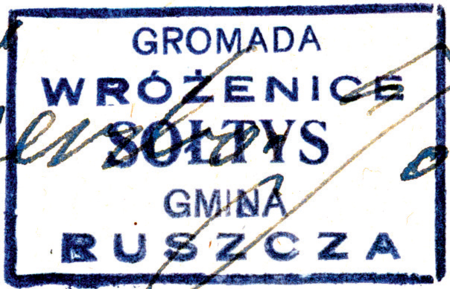 GROMADA
WRÓŻENICE
SOŁTYS
GMINA
RUSZCZA